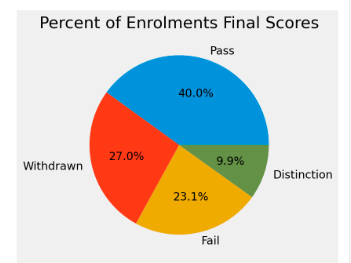 Percent of Enrolments Final Scores
Pass
40.0%
Withdrawn
27.0%
9.9%
Distinction
23.1%
Fail